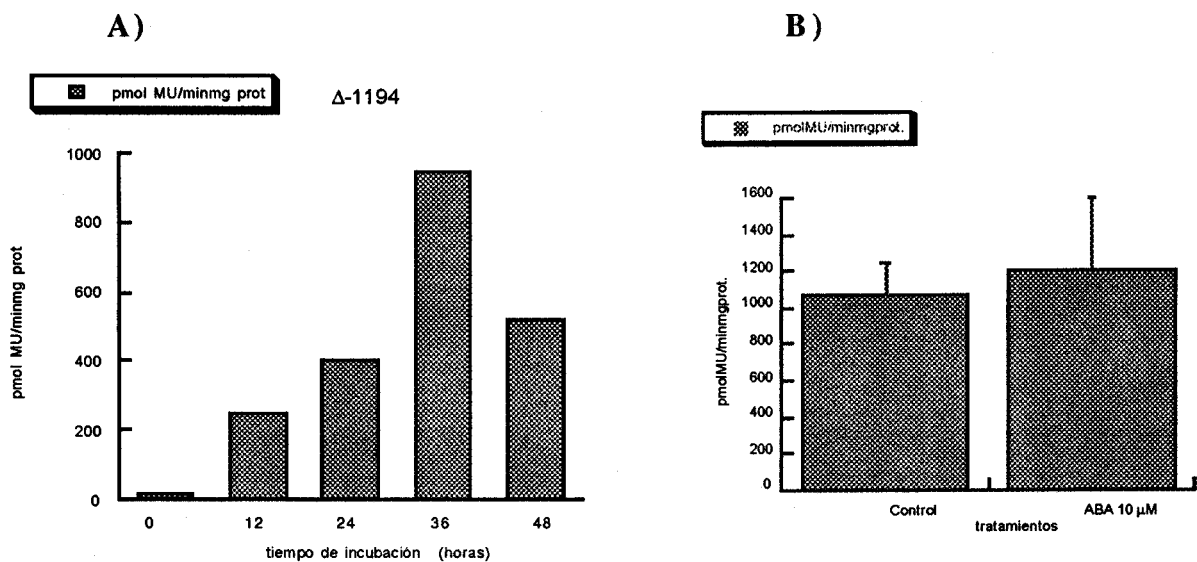 A)
pmol MU/minmg prot
Δ-1194
1000
800
600
400
200
0
pmol MU/minmg prot
0 12 24 36 48
tiempo de incubación (horas)
B)
pmolMU/minmgprot.
1600
1400
1200
1000
800
600
400
200
0
pmolMU/minmgprot.
Control ABA 10 µM
tratamientos